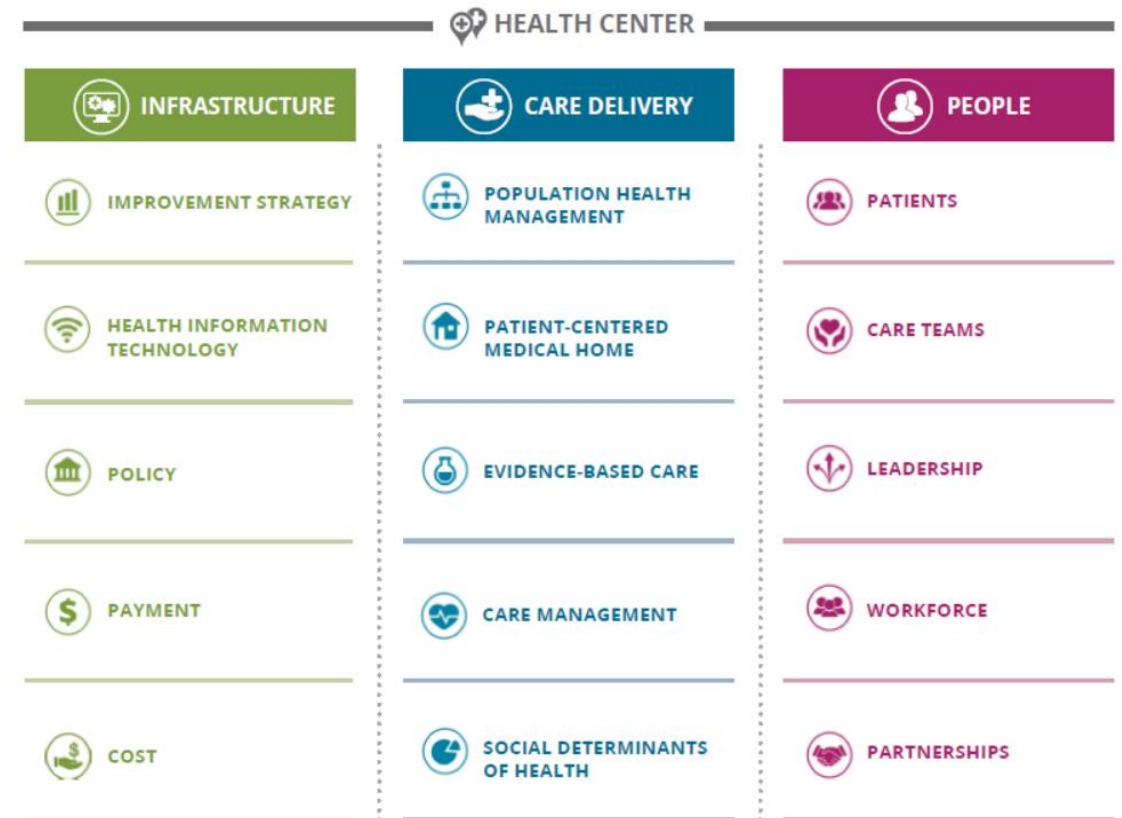 HEALTH CENTER
INFRASTRUCTURE
IMPROVEMENT STRATEGY
HEALTH INFORMATION
TECHNOLOGY
POLICY
PAYMENT
COST
CARE DELIVERY
POPULATION HEALTH
MANAGEMENT
PATIENT-CENTERED
MEDICAL HOME
EVIDENCE-BASED CARE
CARE MANAGEMENT
SOCIAL DETERMINANTS
OF HEALTH
PEOPLE
PATIENTS
CARE TEAMS
LEADERSHIP
WORKFORCE
PARTNERSHIPS